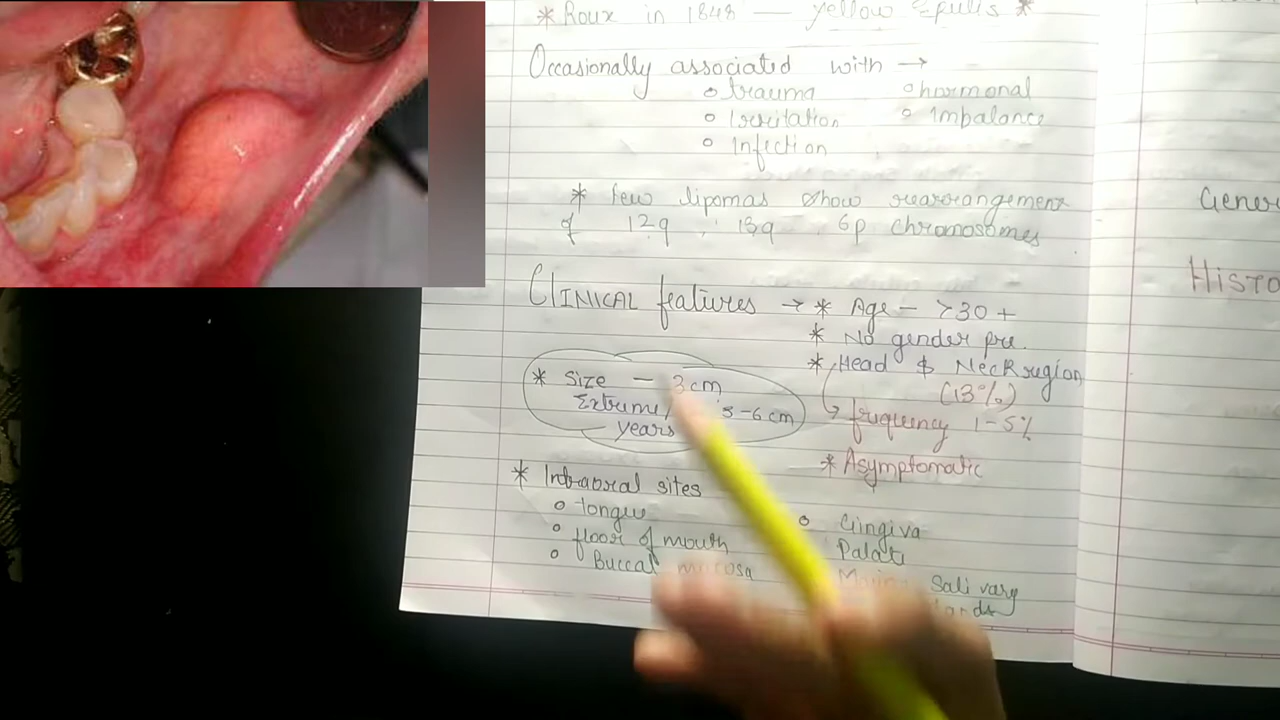 * Roux in 1848 — yellow Epulis *
Occasionally associated with →
o trauma o hormonal
o Irritation o Imbalance
o Infection
* few lipomas show rearrangement
of 12q, 13q, 6p chromosomes
CLINICAL features → * Age - >30+
* No gender pre.
* Head & Neck region
(13%)
↳ frequency 1-5%
* Asymptomatic
* Size — 3cm
Extreme 5-6 cm
years
* Intraoral sites
o tongue
o floor of mouth
o Buccal mucosa
o Gingiva
Palate
Salivary
Gener
HISTO